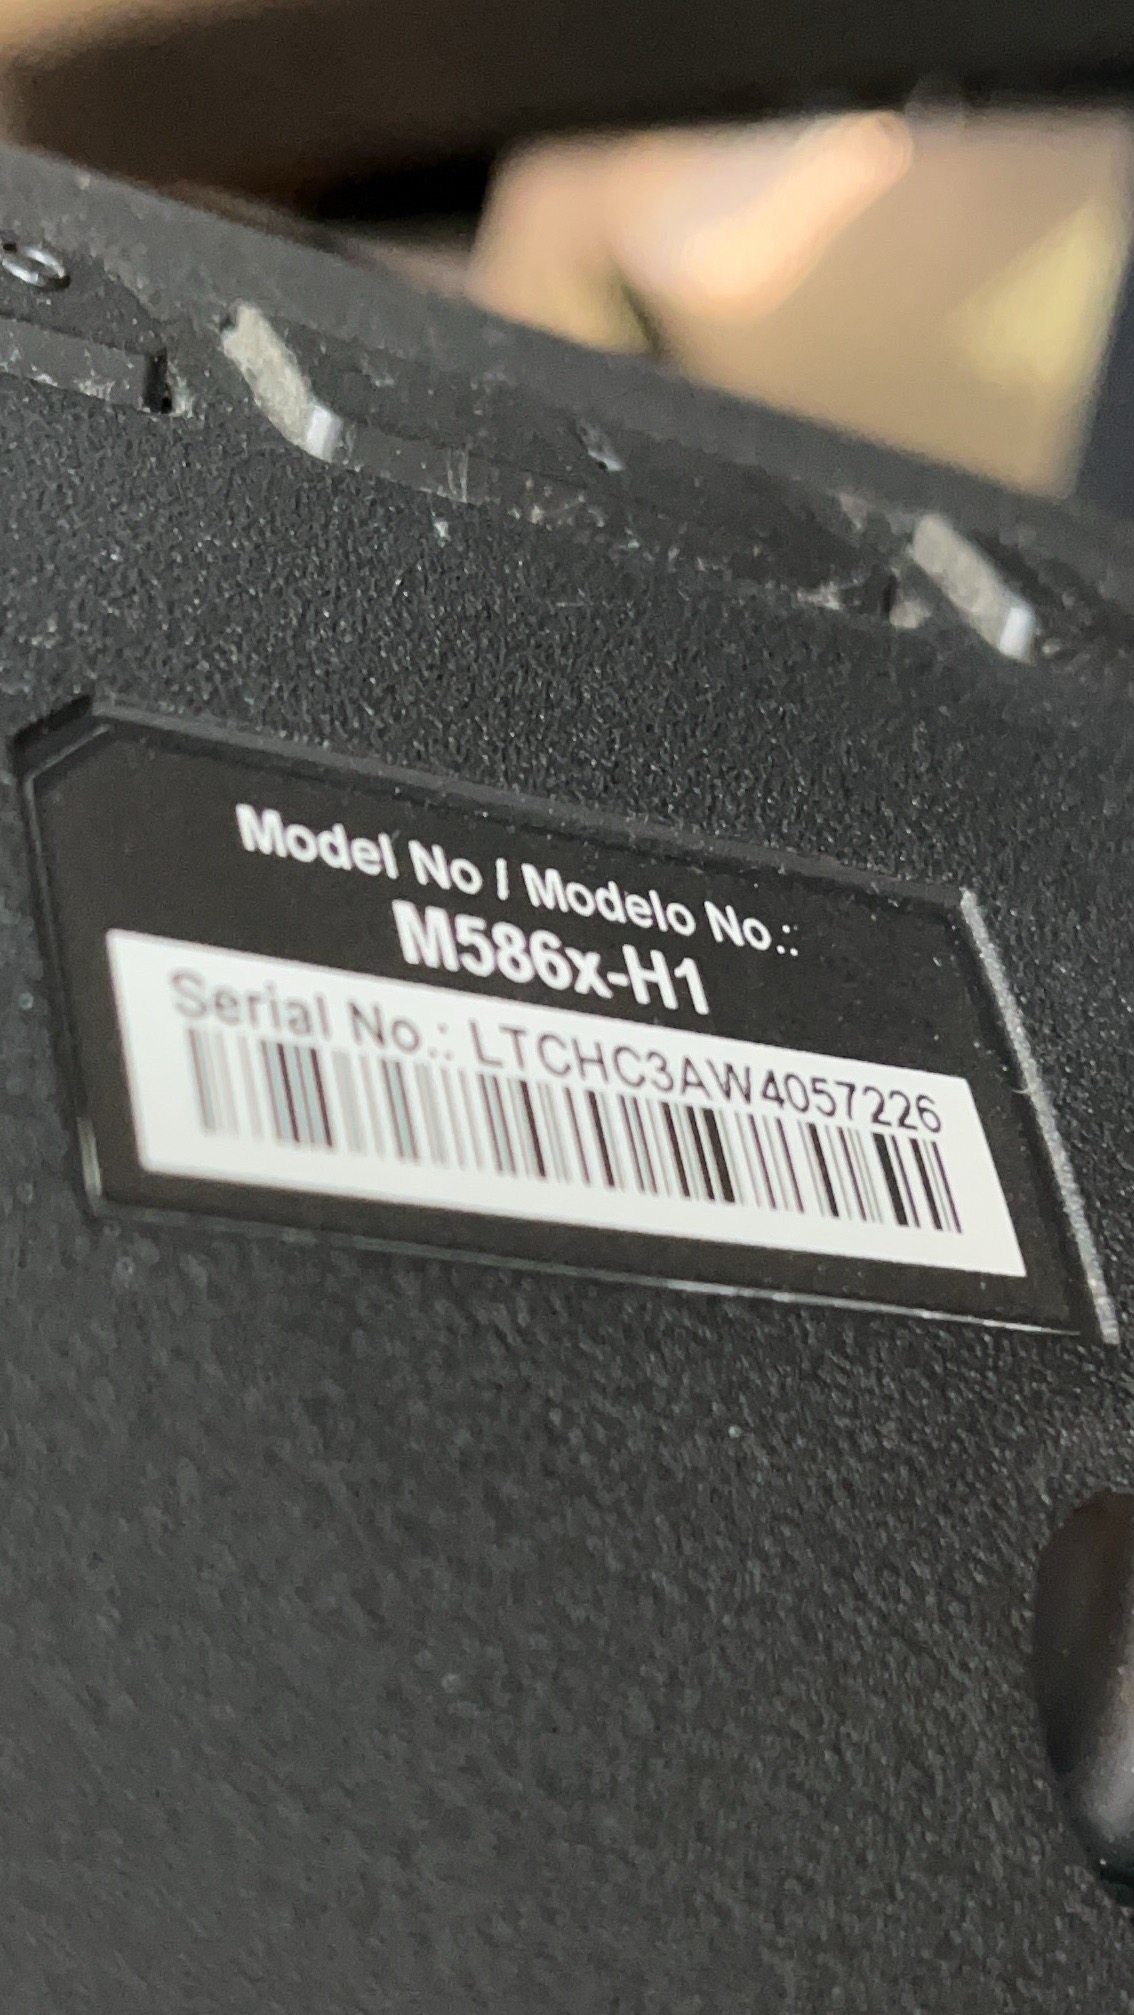 Model No / Modelo No.:
M586x-H1
Serial No.: LTCHC3AW4057226